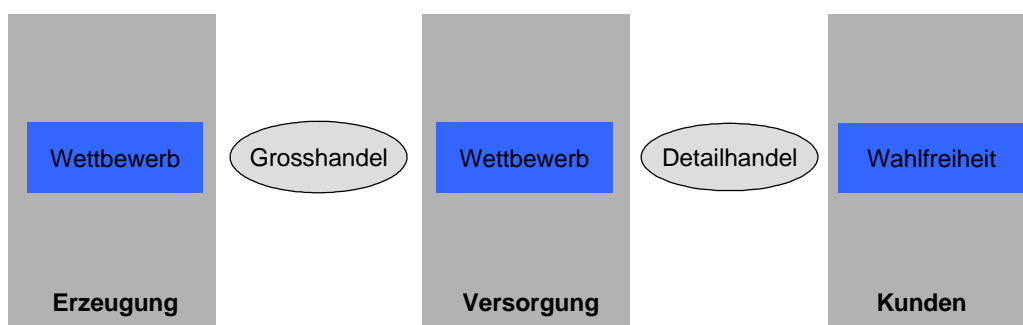 Wettbewerb
Grosshandel
Wettbewerb
Detailhandel
Wahlfreiheit
Erzeugung
Versorgung
Kunden